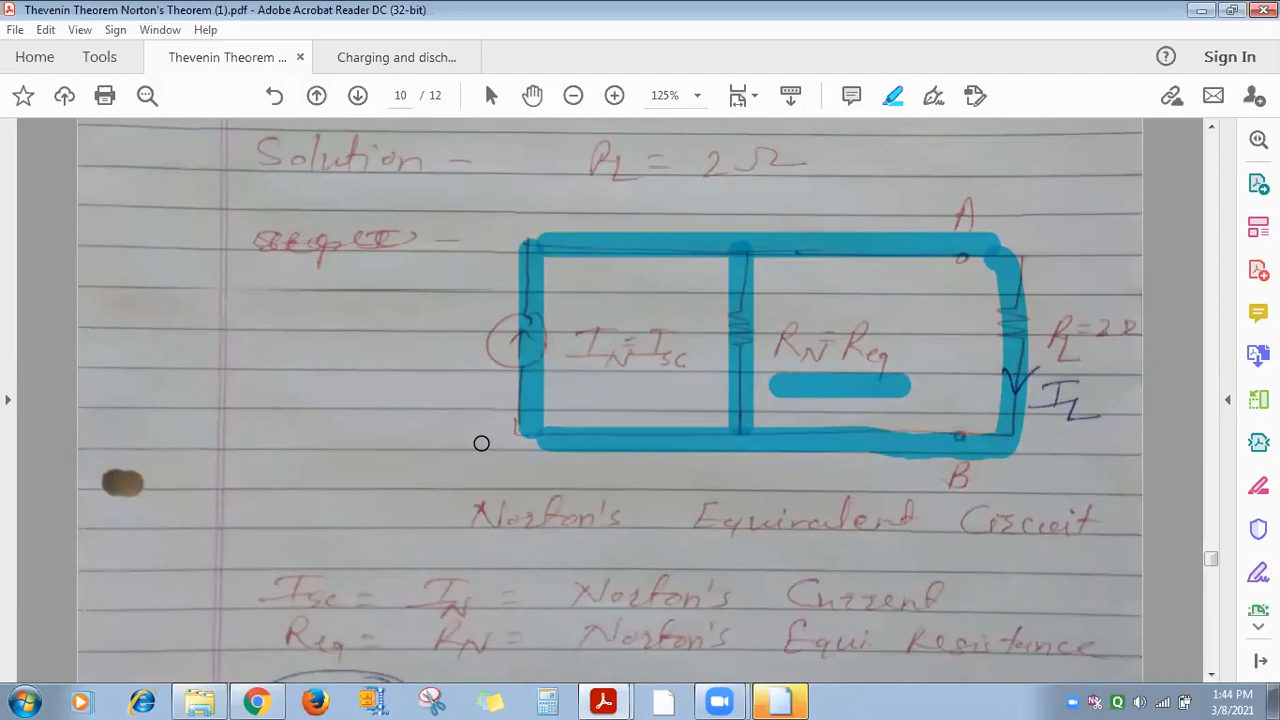 Thevenin Theorem Norton's Theorem (1).pdf - Adobe Acrobat Reader DC (32-bit)
File Edit View Sign Window Help
Home Tools Thevenin Theorem ... × Charging and disch... ? Sign In
10 / 12 125%
Solution - RL = 2 Ω
A
IN = Isc RN = Req RL = 2Ω
IL
B
Norton's Equivalent Circuit
Isc = IN = Norton's Current
Req = RN = Norton's Equi. Resistance
1:44 PM
3/8/2021